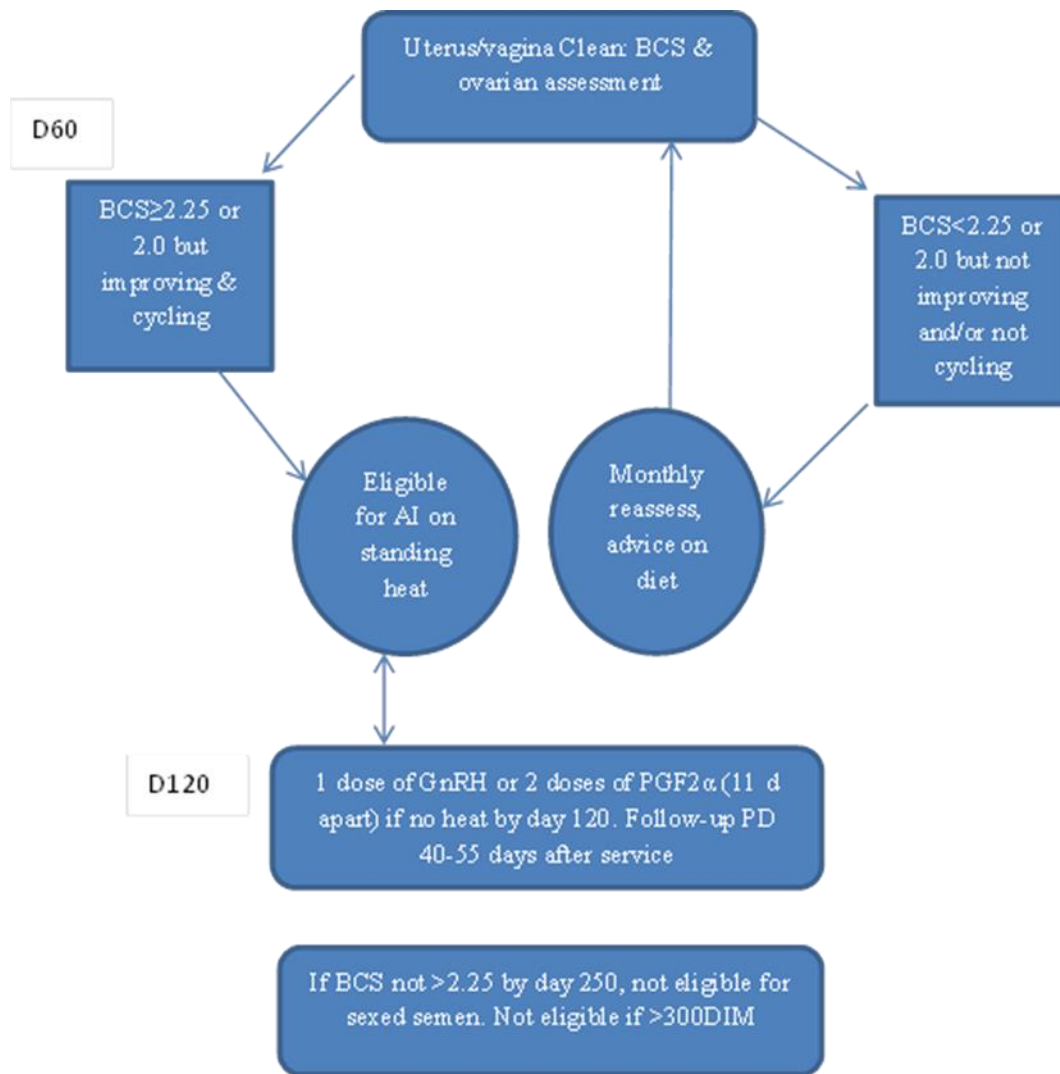 Uterus/vagina Clean: BCS &
ovarian assessment
D60
BCS≥2.25 or
2.0 but
improving &
cycling
BCS<2.25 or
2.0 but not
improving
and/or not
cycling
Eligible
for AI on
standing
heat
Monthly
reassess,
advice on
diet
D120
1 dose of GnRH or 2 doses of PGF2α (11 d
apart) if no heat by day 120. Follow-up PD
40-55 days after service
If BCS not >2.25 by day 250, not eligible for
sexed semen. Not eligible if >300DIM